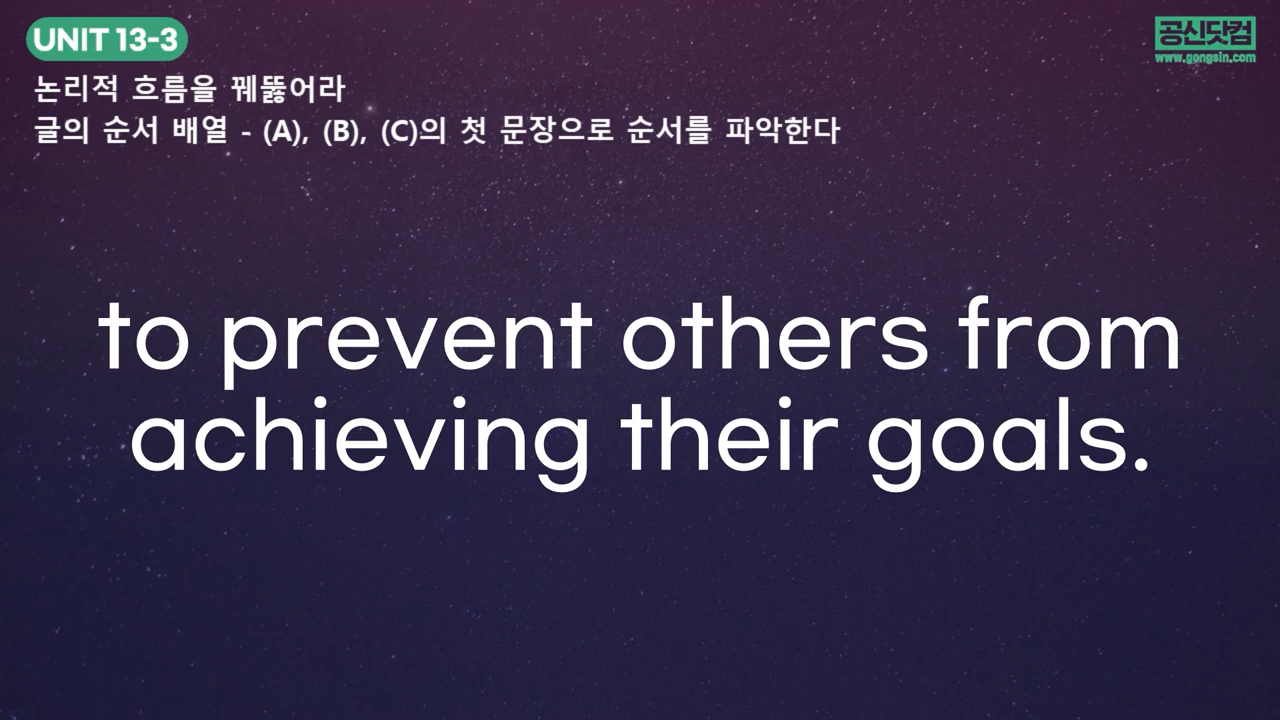 UNIT 13-3
공신닷컴
www.gongsin.com
논리적 흐름을 꿰뚫어라
글의 순서 배열 - (A), (B), (C)의 첫 문장으로 순서를 파악한다
to prevent others from
achieving their goals.